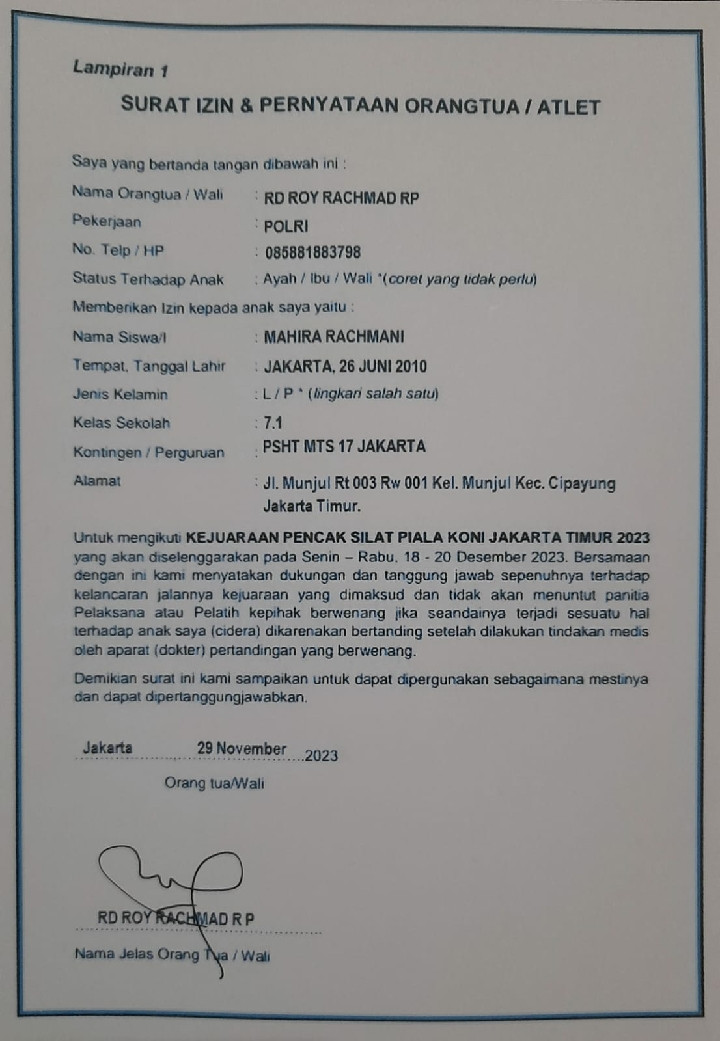 Lampiran 1
SURAT IZIN & PERNYATAAN ORANGTUA / ATLET
Saya yang bertanda tangan dibawah ini :
Nama Orangtua / Wali : RD ROY RACHMAD RP
Pekerjaan : POLRI
No. Telp / HP : 085881883798
Status Terhadap Anak : Ayah / Ibu / Wali *(coret yang tidak perlu)
Memberikan Izin kepada anak saya yaitu :
Nama Siswa/I : MAHIRA RACHMANI
Tempat, Tanggal Lahir : JAKARTA, 26 JUNI 2010
Jenis Kelamin : L / P * (lingkari salah satu)
Kelas Sekolah : 7.1
Kontingen / Perguruan : PSHT MTS 17 JAKARTA
Alamat : Jl. Munjul Rt 003 Rw 001 Kel. Munjul Kec. Cipayung
Jakarta Timur.
Untuk mengikuti KEJUARAAN PENCAK SILAT PIALA KONI JAKARTA TIMUR 2023
yang akan diselenggarakan pada Senin – Rabu, 18 - 20 Desember 2023. Bersamaan
dengan ini kami menyatakan dukungan dan tanggung jawab sepenuhnya terhadap
kelancaran jalannya kejuaraan yang dimaksud dan tidak akan menuntut panitia
Pelaksana atau Pelatih kepihak berwenang jika seandainya terjadi sesuatu hal
terhadap anak saya (cidera) dikarenakan bertanding setelah dilakukan tindakan medis
oleh aparat (dokter) pertandingan yang berwenang.
Demikian surat ini kami sampaikan untuk dapat dipergunakan sebagaimana mestinya
dan dapat dipertanggungjawabkan.
Jakarta 29 November 2023
Orang tua/Wali
RD ROY RACHMAD R P
Nama Jelas Orang Tua / Wali